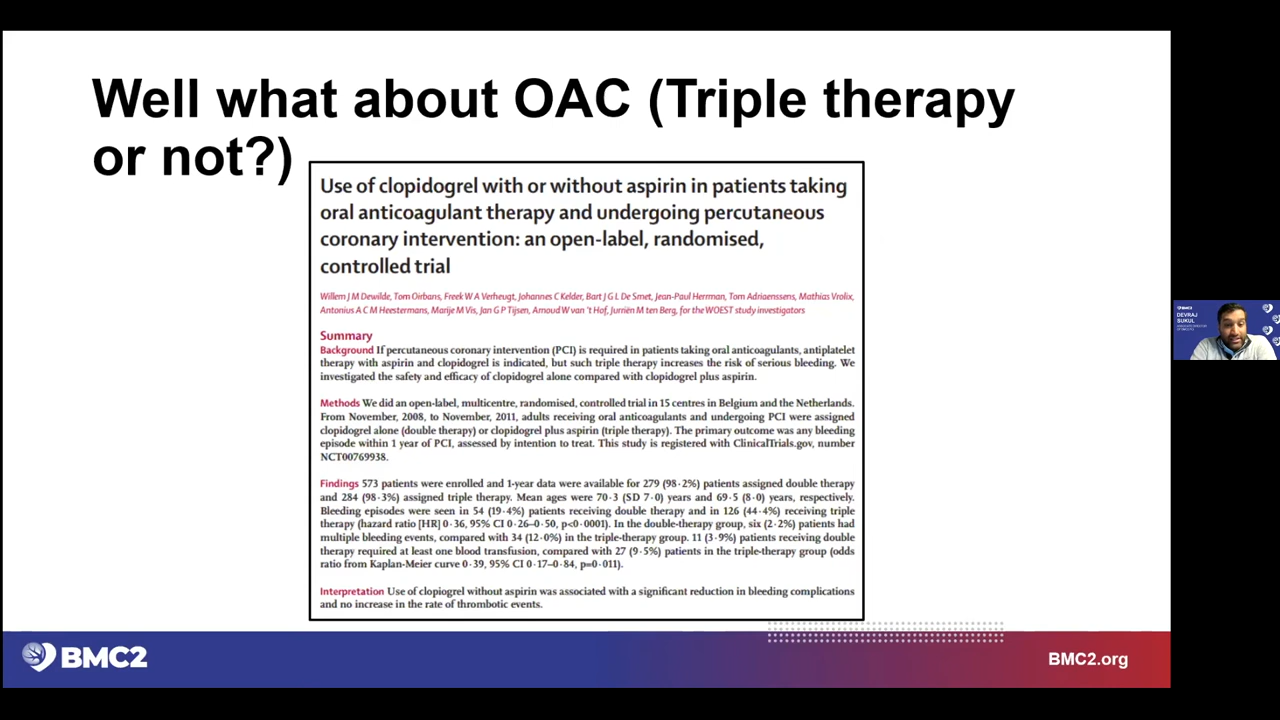 Well what about OAC (Triple therapy
or not?)
Use of clopidogrel with or without aspirin in patients taking
oral anticoagulant therapy and undergoing percutaneous
coronary intervention: an open-label, randomised,
controlled trial
Willem J M Dewilde, Tom Oirbans, Freek W A Verheugt, Johannes C Kelder, Bart J G L De Smet, Jean-Paul Herrman, Tom Adriaenssens, Mathias Vrolix,
Antonius A C M Heestermans, Marije M Vis, Jan G P Tijsen, Arnoud W van 't Hof, Jurriën M ten Berg, for the WOEST study investigators
Summary
Background If percutaneous coronary intervention (PCI) is required in patients taking oral anticoagulants, antiplatelet
therapy with aspirin and clopidogrel is indicated, but such triple therapy increases the risk of serious bleeding. We
investigated the safety and efficacy of clopidogrel alone compared with clopidogrel plus aspirin.
Methods We did an open-label, multicentre, randomised, controlled trial in 15 centres in Belgium and the Netherlands.
From November, 2008, to November, 2011, adults receiving oral anticoagulants and undergoing PCI were assigned
clopidogrel alone (double therapy) or clopidogrel plus aspirin (triple therapy). The primary outcome was any bleeding
episode within 1 year of PCI, assessed by intention to treat. This study is registered with ClinicalTrials.gov, number
NCT00769938.
Findings 573 patients were enrolled and 1-year data were available for 279 (98·2%) patients assigned double therapy
and 284 (98·3%) assigned triple therapy. Mean ages were 70·3 (SD 7·0) years and 69·5 (8·0) years, respectively.
Bleeding episodes were seen in 54 (19·4%) patients receiving double therapy and in 126 (44·4%) receiving triple
therapy (hazard ratio [HR] 0·36, 95% CI 0·26–0·50, p<0·0001). In the double-therapy group, six (2·2%) patients had
multiple bleeding events, compared with 34 (12·0%) in the triple-therapy group. 11 (3·9%) patients receiving double
therapy required at least one blood transfusion, compared with 27 (9·5%) patients in the triple-therapy group (odds
ratio from Kaplan-Meier curve 0·39, 95% CI 0·17–0·84, p=0·011).
Interpretation Use of clopiogrel without aspirin was associated with a significant reduction in bleeding complications
and no increase in the rate of thrombotic events.
BMC2
BMC2.org
BMC2
DEVRAJ
SUKUL